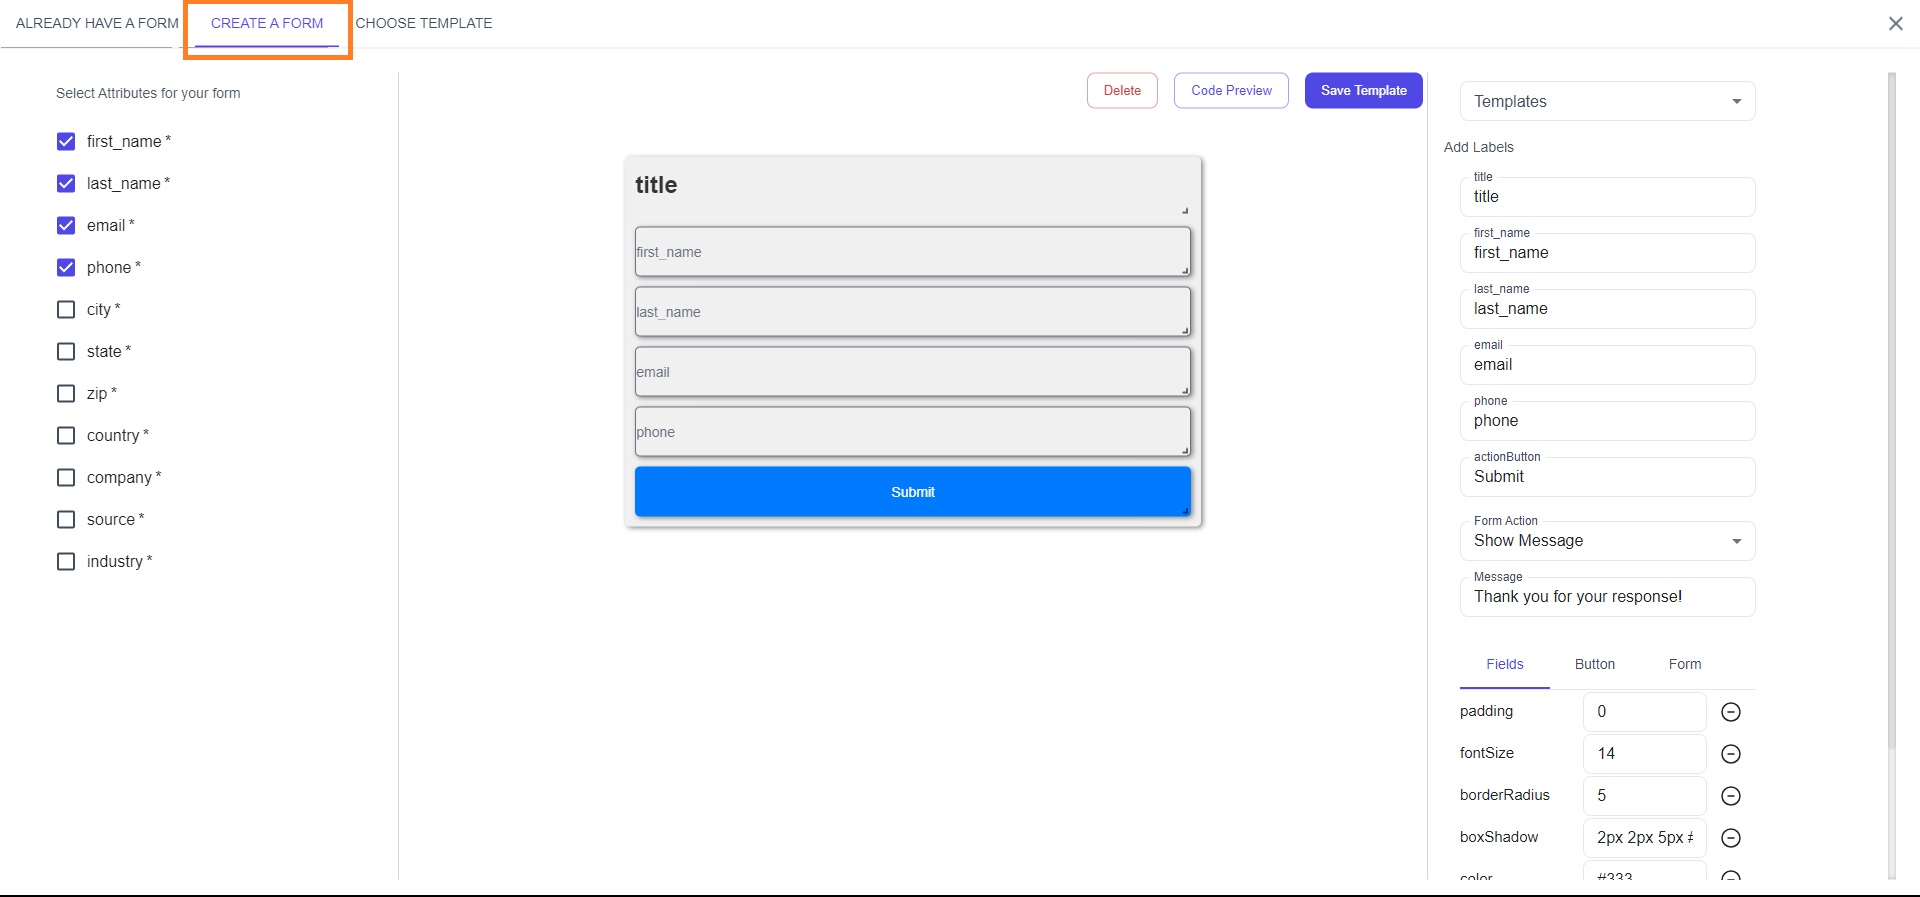 ALREADY HAVE A FORM CREATE A FORM CHOOSE TEMPLATE
Select Attributes for your form
first_name *
last_name *
email *
phone *
city *
state *
zip *
country *
company *
source *
industry *
Delete Code Preview Save Template
title
first_name
last_name
email
phone
Submit
Templates
Add Labels
title
title
first_name
first_name
last_name
last_name
email
email
phone
phone
actionButton
Submit
Form Action
Show Message
Message
Thank you for your response!
Fields Button Form
padding 0
fontSize 14
borderRadius 5
boxShadow 2px 2px 5px #
color #333